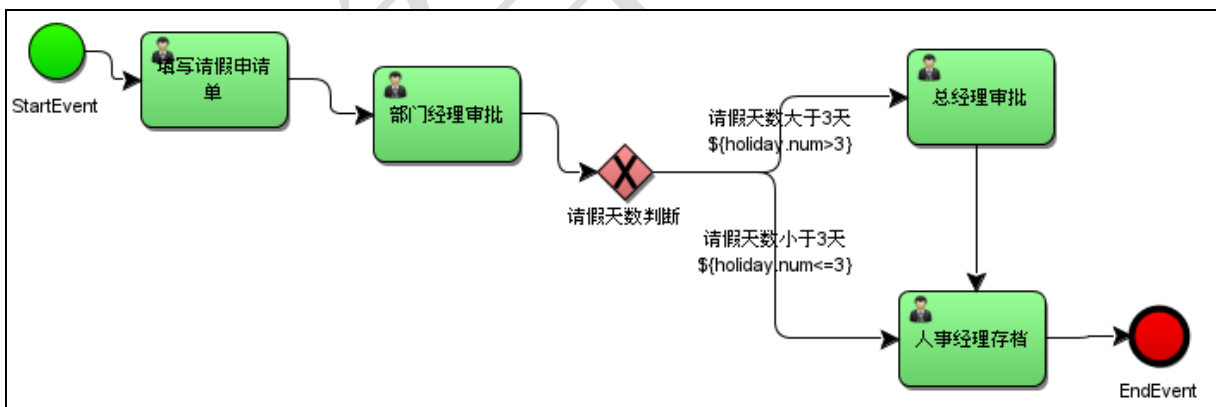 StartEvent
填写请假申请
单
部门经理审批
请假天数判断
请假天数大于3天
${holiday.num>3}
总经理审批
请假天数小于3天
${holiday.num<=3}
人事经理存档
EndEvent